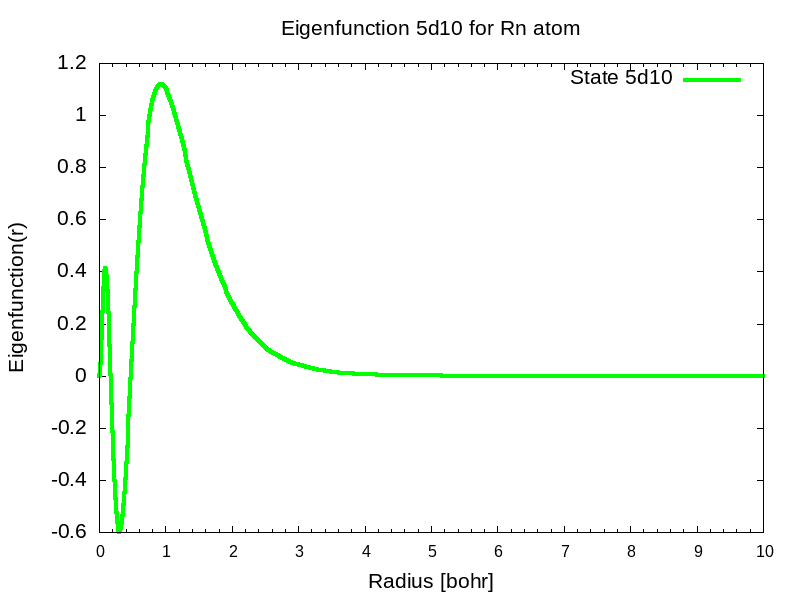 Eigenfunction 5d10 for Rn atom
State 5d10
1.2
1
0.8
0.6
0.4
0.2
0
-0.2
-0.4
-0.6
Eigenfunction(r)
0 1 2 3 4 5 6 7 8 9 10
Radius [bohr]